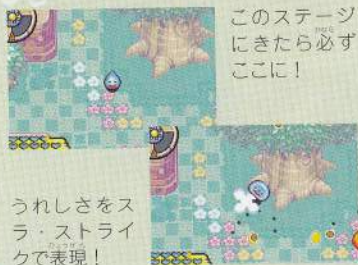 このステージ
にきたら必ず
ここに！
うれしさをス
ラ・ストライ
クで表現！